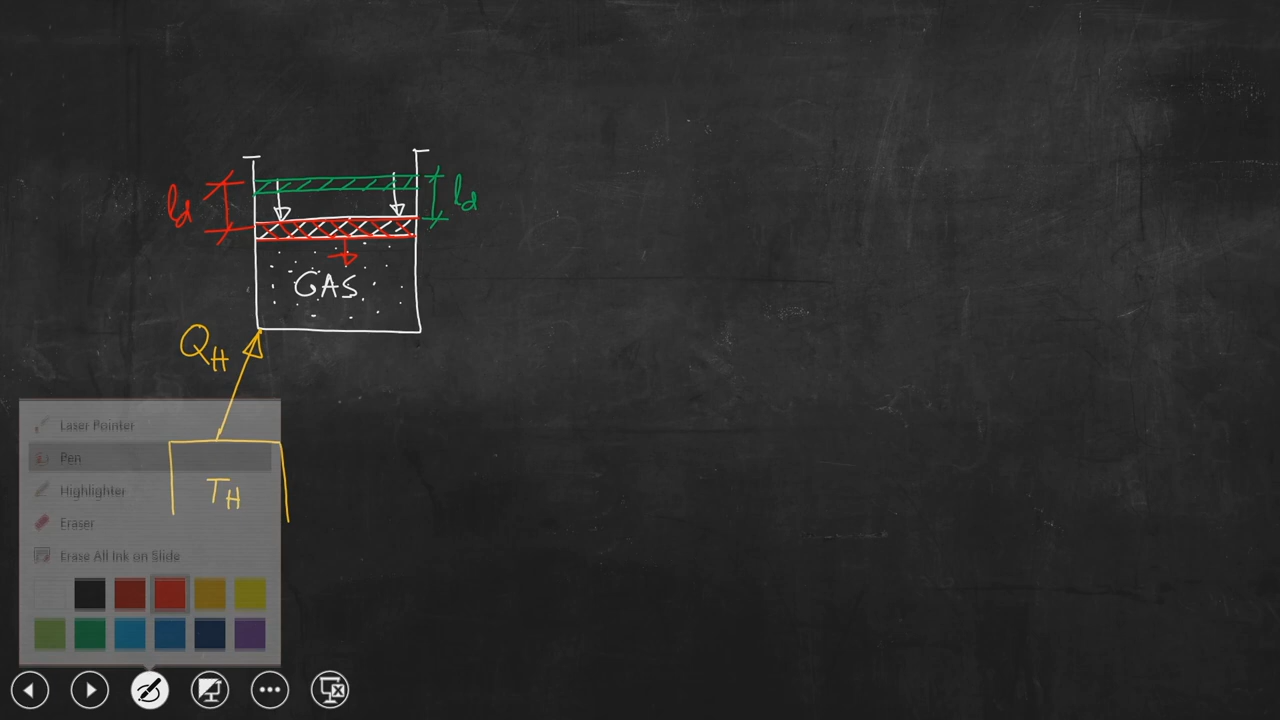 ld
ld
GAS
QH
Laser Pointer
Pen
Highlighter
TH
Eraser
Erase All Ink on Slide